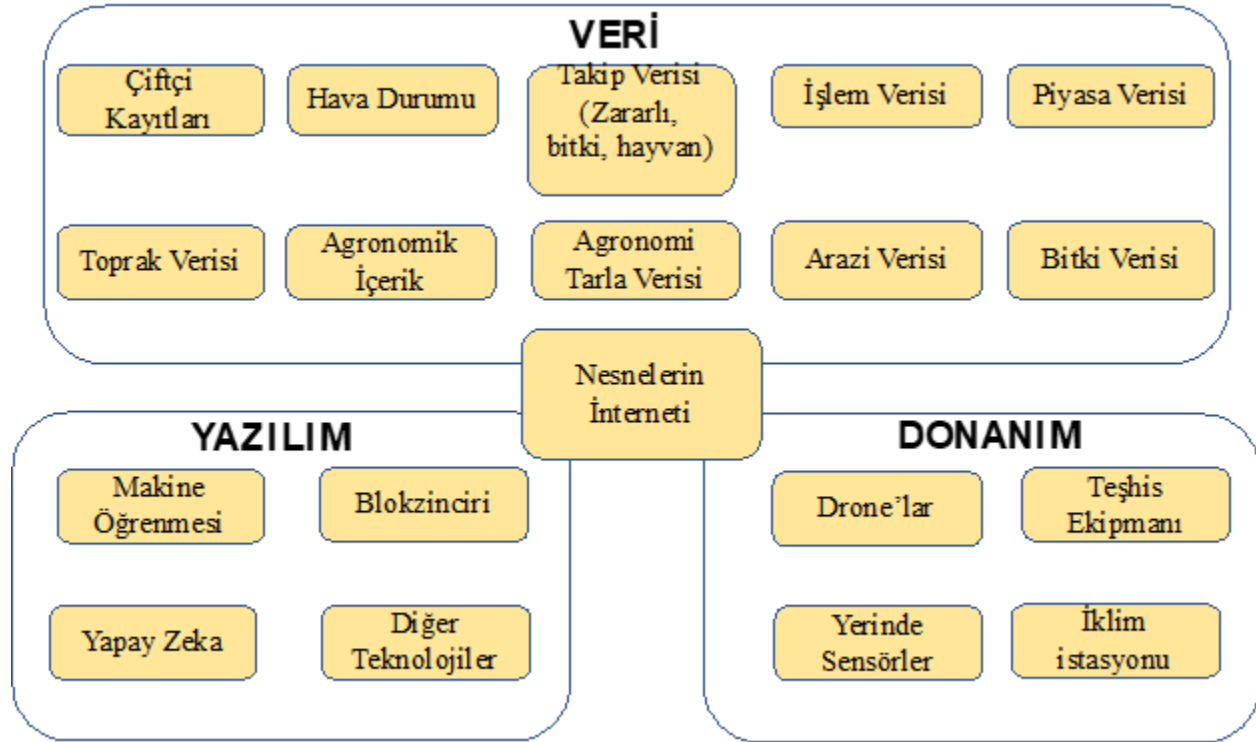 VERİ
Çiftçi
Kayıtları
Hava Durumu
Takip Verisi
(Zararlı,
bitki, hayvan)
İşlem Verisi
Piyasa Verisi
Toprak Verisi
Agronomik
İçerik
Agronomi
Tarla Verisi
Arazi Verisi
Bitki Verisi
Nesnelerin
İnterneti
YAZILIM
Makine
Öğrenmesi
Blokzinciri
Yapay Zeka
Diğer
Teknolojiler
DONANIM
Drone’lar
Teşhis
Ekipmanı
Yerinde
Sensörler
İklim
istasyonu